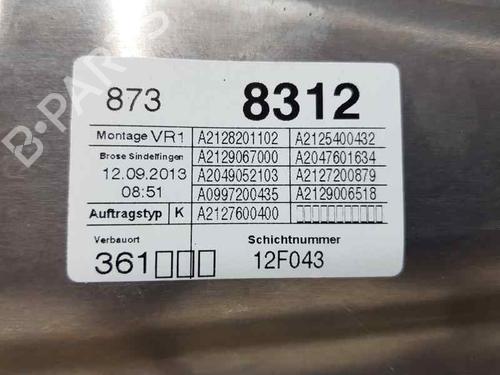 873 8312
Montage VR1 A2128201102 A2125400432
Brose Sindelfingen A2129067000 A2047601634
12.09.2013 A2049052103 A2127200879
08:51 A0997200435 A2129006518
Auftragstyp K A2127600400 □□□□□□□□□□□
Verbauort Schichtnummer
361□□□ 12F043
B-PARTS